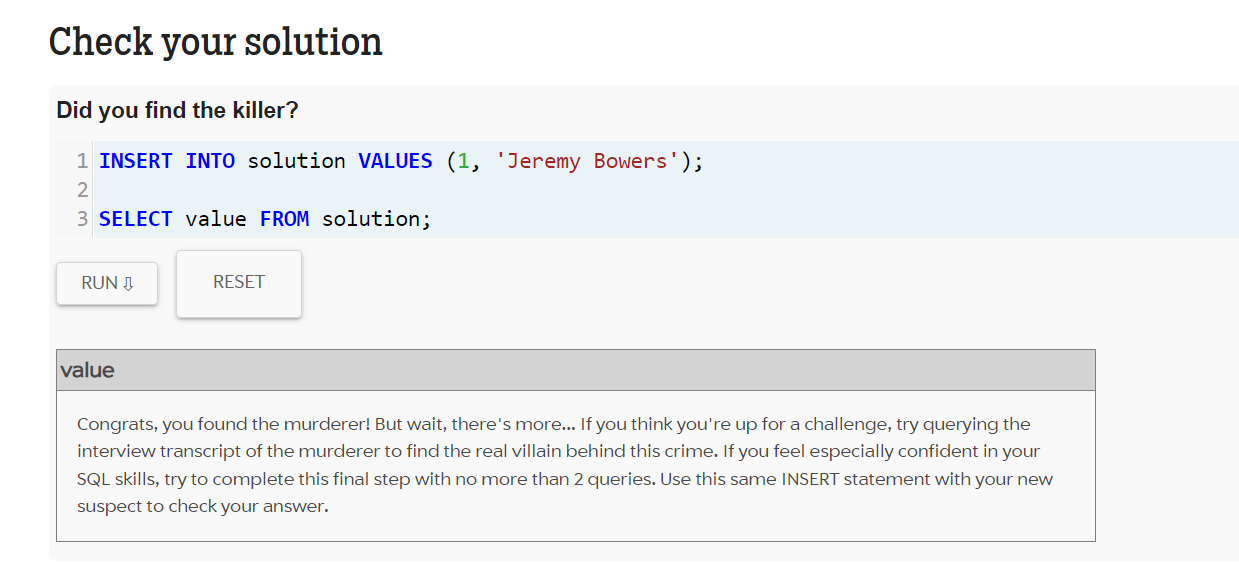 Check your solution
Did you find the killer?
1 INSERT INTO solution VALUES (1, 'Jeremy Bowers');
2
3 SELECT value FROM solution;
RUN ⇩
RESET
value
Congrats, you found the murderer! But wait, there's more... If you think you're up for a challenge, try querying the
interview transcript of the murderer to find the real villain behind this crime. If you feel especially confident in your
SQL skills, try to complete this final step with no more than 2 queries. Use this same INSERT statement with your new
suspect to check your answer.